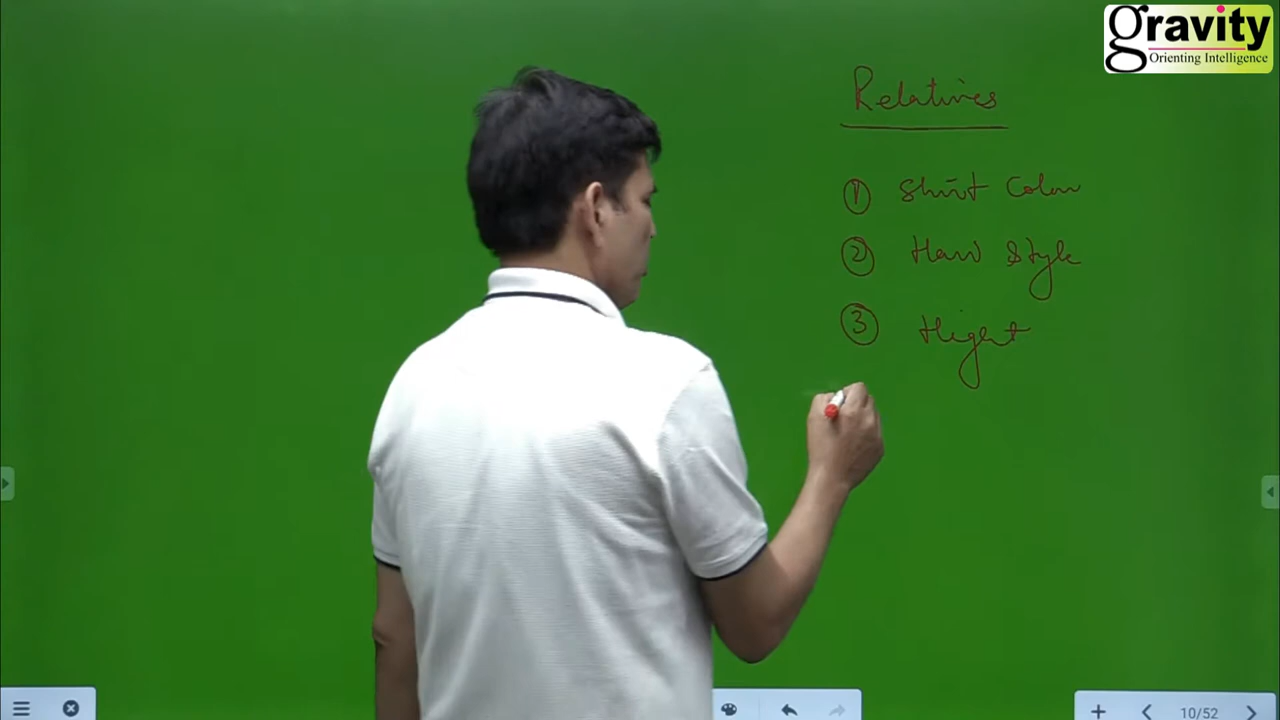 gravity
Orienting Intelligence
Relatives
① Shirt Colour
② Hair Style
③ Hight
10/52